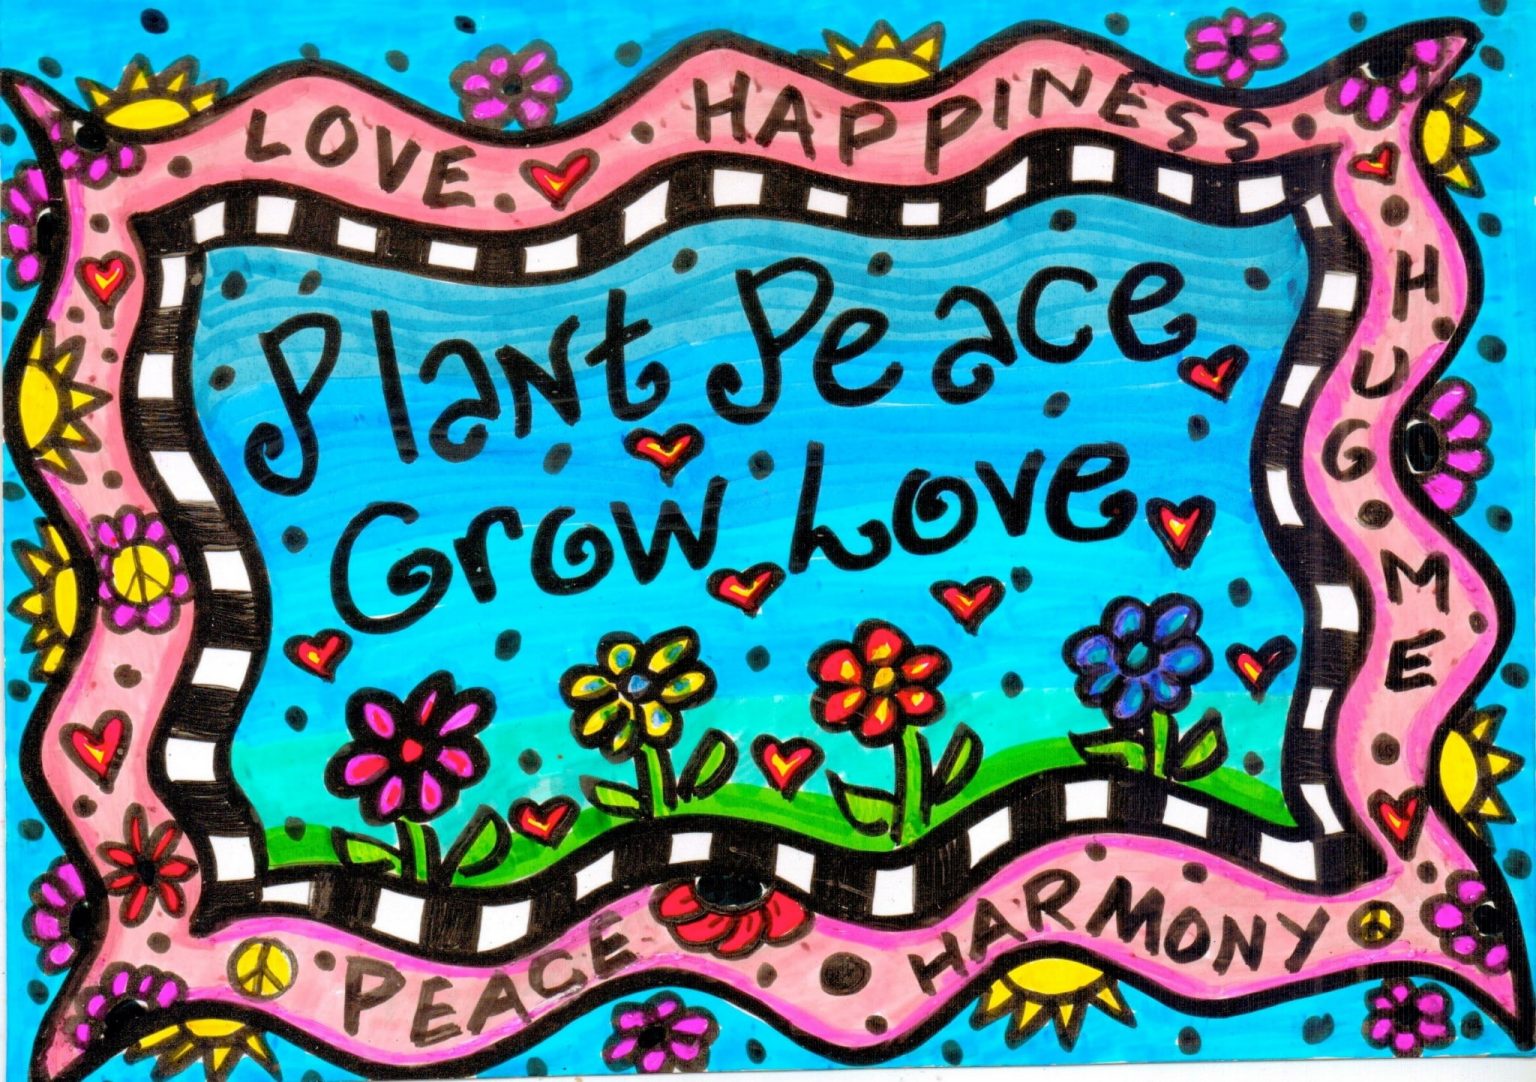 LOVE HAPPINESS
HUG ME
Plant Peace
Grow Love
PEACE HARMONY